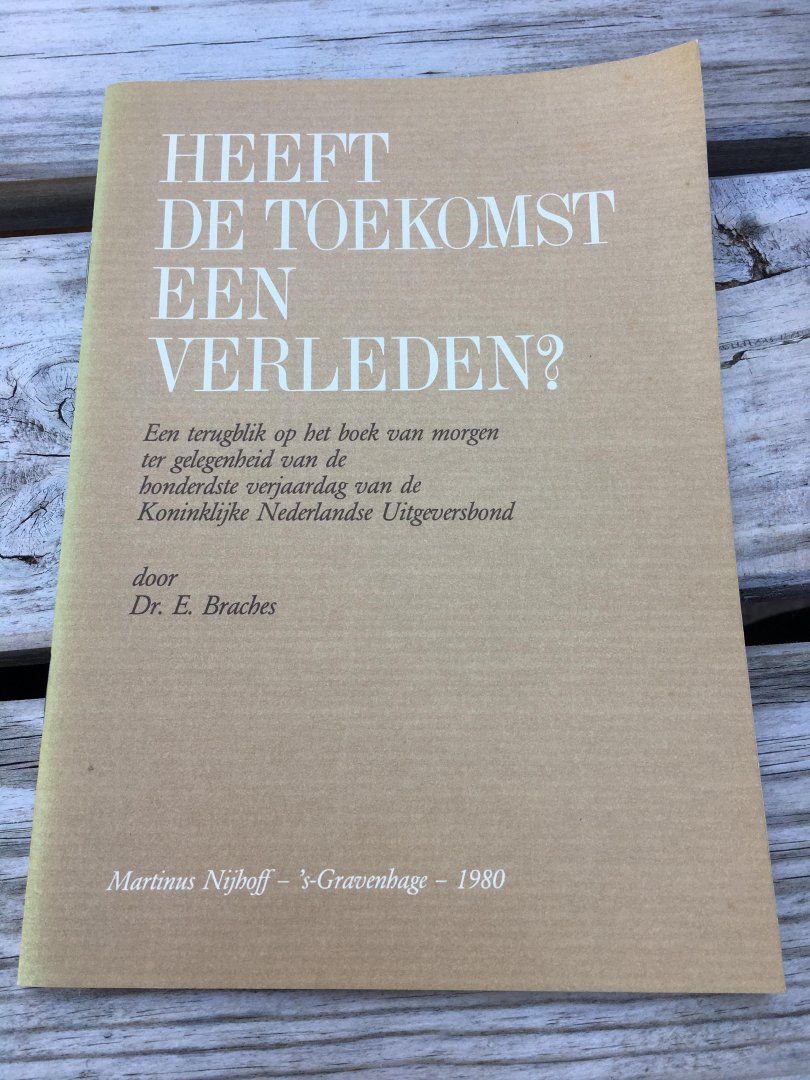 HEEFT
DE TOEKOMST
EEN
VERLEDEN?
Een terugblik op het boek van morgen
ter gelegenheid van de
honderdste verjaardag van de
Koninklijke Nederlandse Uitgeversbond
door
Dr. E. Braches
Martinus Nijhoff – 's-Gravenhage – 1980